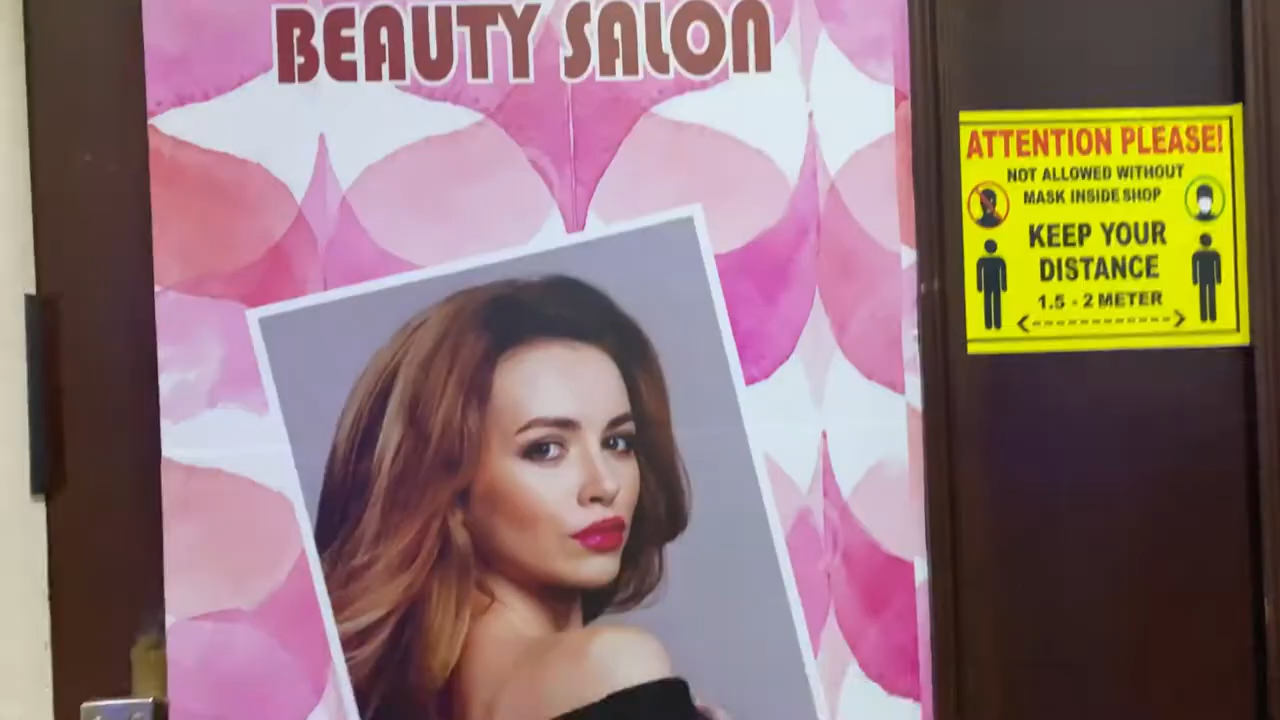 BEAUTY SALON
ATTENTION PLEASE!
NOT ALLOWED WITHOUT
MASK INSIDE SHOP
KEEP YOUR
DISTANCE
1.5 - 2 METER